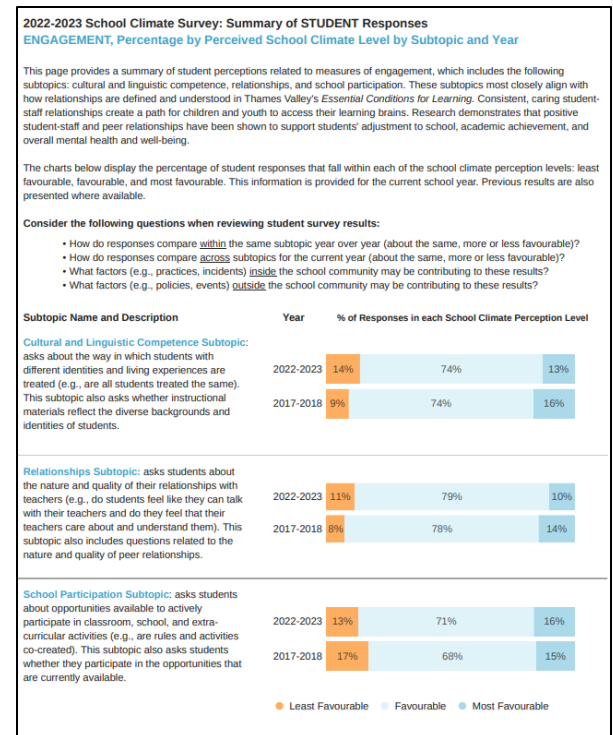 2022-2023 School Climate Survey: Summary of STUDENT Responses
ENGAGEMENT, Percentage by Perceived School Climate Level by Subtopic and Year
This page provides a summary of student perceptions related to measures of engagement, which includes the following
subtopics: cultural and linguistic competence, relationships, and school participation. These subtopics most closely align with
how relationships are defined and understood in Thames Valley's Essential Conditions for Learning. Consistent, caring student-
staff relationships create a path for children and youth to access their learning brains. Research demonstrates that positive
student-staff and peer relationships have been shown to support students' adjustment to school, academic achievement, and
overall mental health and well-being.
The charts below display the percentage of student responses that fall within each of the school climate perception levels: least
favourable, favourable, and most favourable. This information is provided for the current school year. Previous results are also
presented where available.
Consider the following questions when reviewing student survey results:
• How do responses compare within the same subtopic year over year (about the same, more or less favourable)?
• How do responses compare across subtopics for the current year (about the same, more or less favourable)?
• What factors (e.g., practices, incidents) inside the school community may be contributing to these results?
• What factors (e.g., policies, events) outside the school community may be contributing to these results?
Subtopic Name and Description Year % of Responses in each School Climate Perception Level
Cultural and Linguistic Competence Subtopic:
asks about the way in which students with
different identities and living experiences are
treated (e.g., are all students treated the same).
This subtopic also asks whether instructional
materials reflect the diverse backgrounds and
identities of students.
2022-2023 14% 74% 13%
2017-2018 9% 74% 16%
Relationships Subtopic: asks students about
the nature and quality of their relationships with
teachers (e.g., do students feel like they can talk
with their teachers and do they feel that their
teachers care about and understand them). This
subtopic also includes questions related to the
nature and quality of peer relationships.
2022-2023 11% 79% 10%
2017-2018 8% 78% 14%
School Participation Subtopic: asks students
about opportunities available to actively
participate in classroom, school, and extra-
curricular activities (e.g., are rules and activities
co-created). This subtopic also asks students
whether they participate in the opportunities that
are currently available.
2022-2023 13% 71% 16%
2017-2018 17% 68% 15%
Least Favourable Favourable Most Favourable